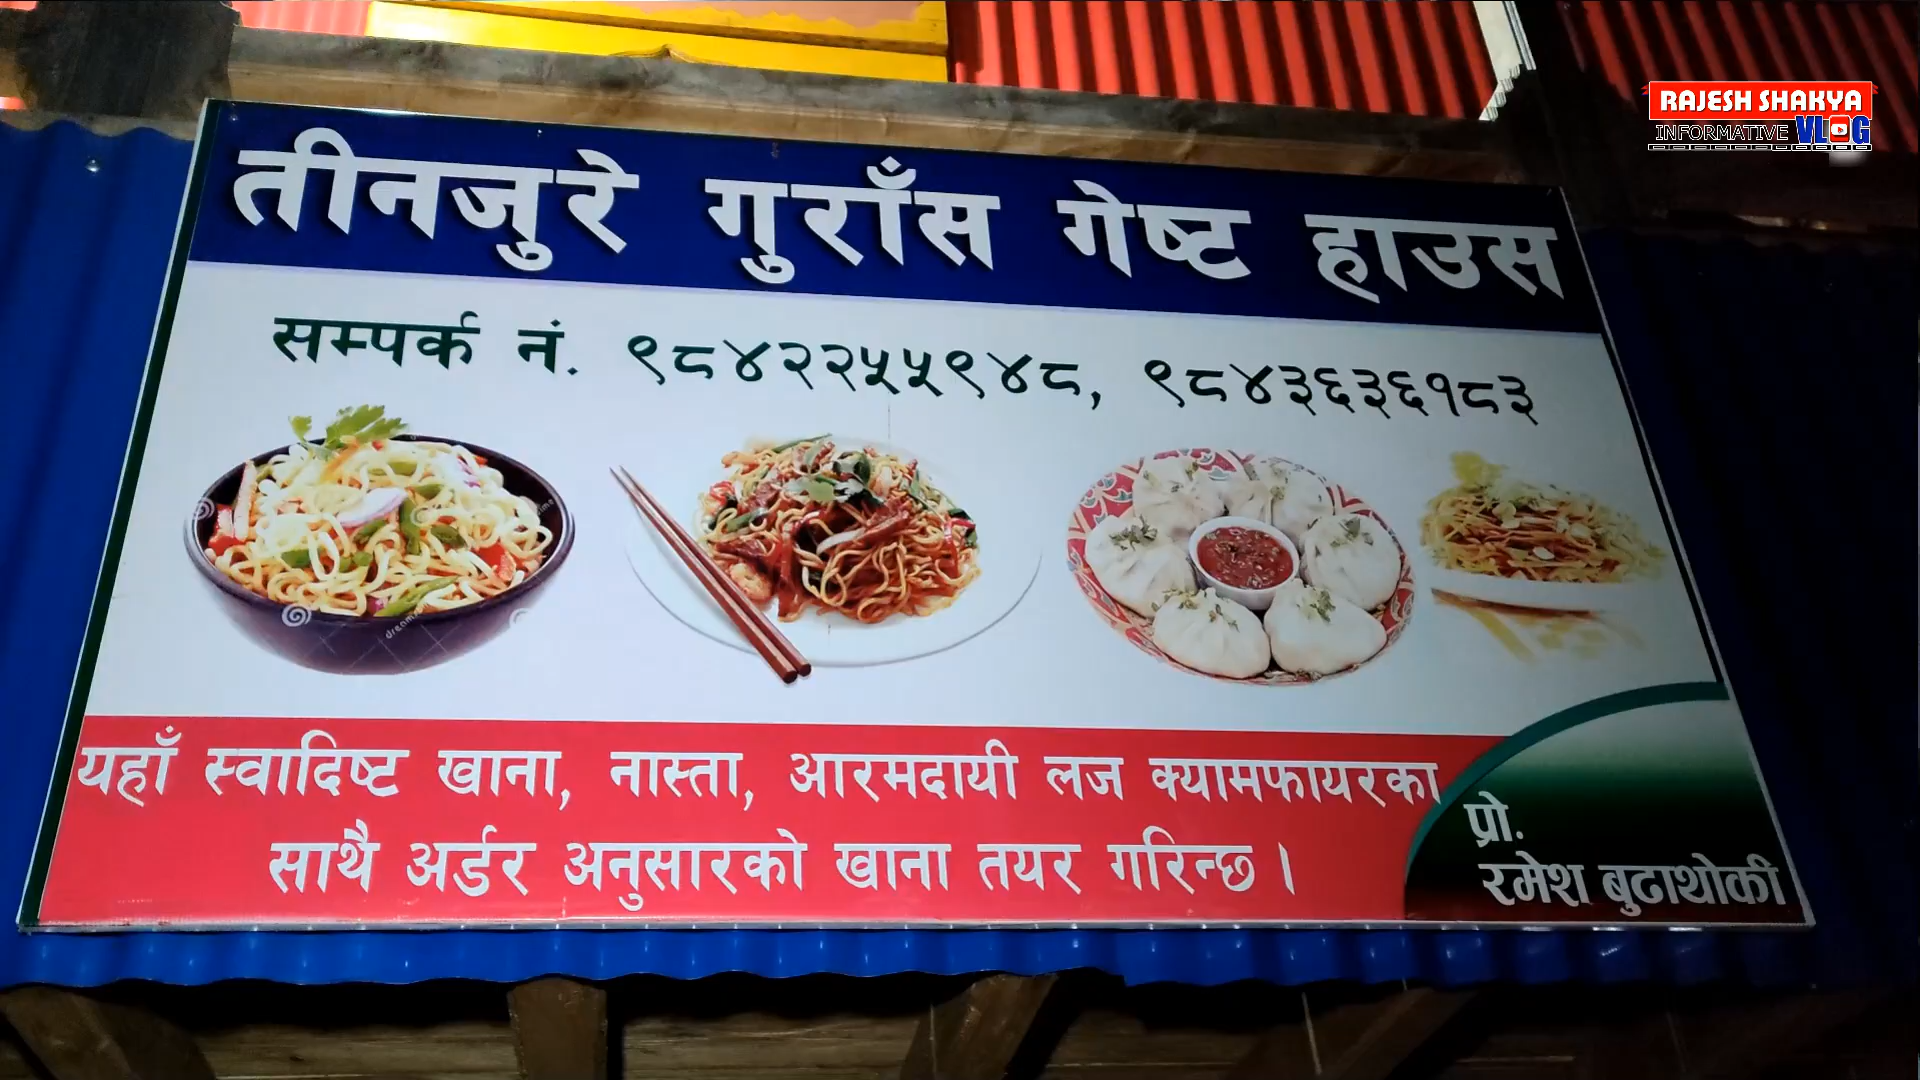 RAJESH SHAKYA
INFORMATIVE VLOG
तीनजुरे गुराँस गेष्ट हाउस
सम्पर्क नं. ९८४२२५५९४८, ९८४३६३६१८३
यहाँ स्वादिष्ट खाना, नास्ता, आरमदायी लज क्यामफायरका
साथै अर्डर अनुसारको खाना तयर गरिन्छ ।
प्रो.
रमेश बुढाथोकी